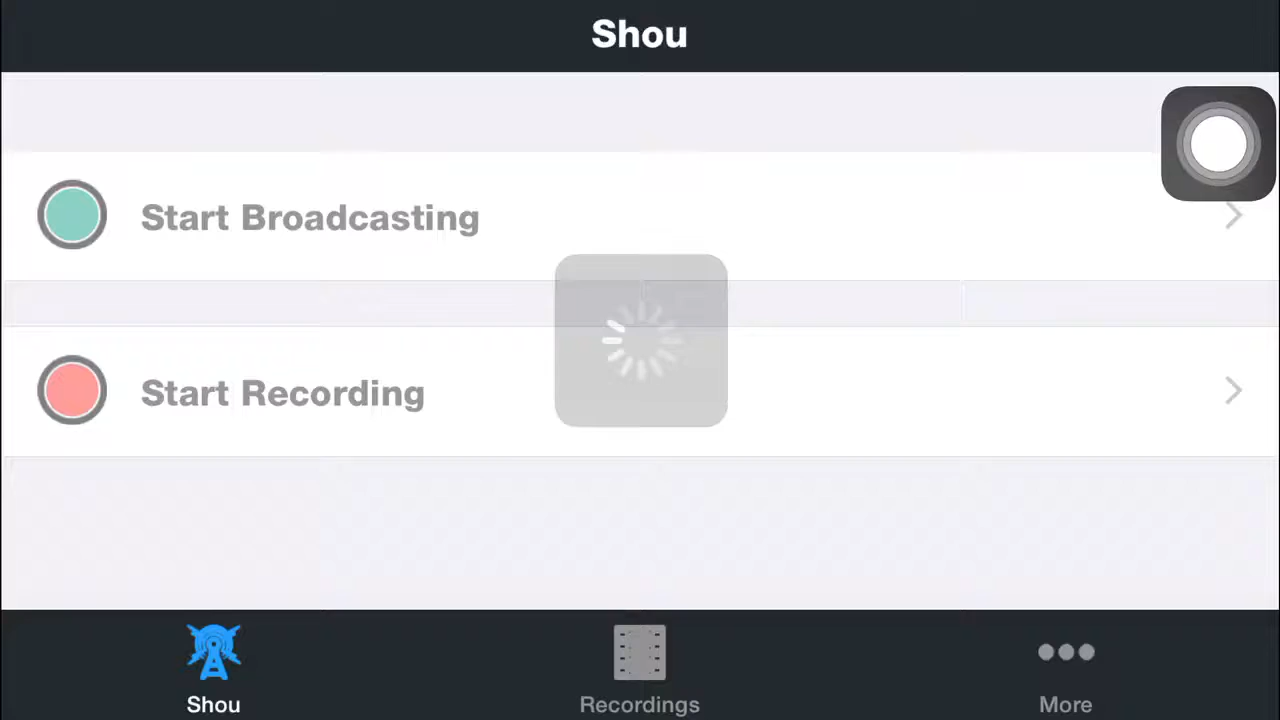 Shou
Start Broadcasting
Start Recording
Shou
Recordings
More